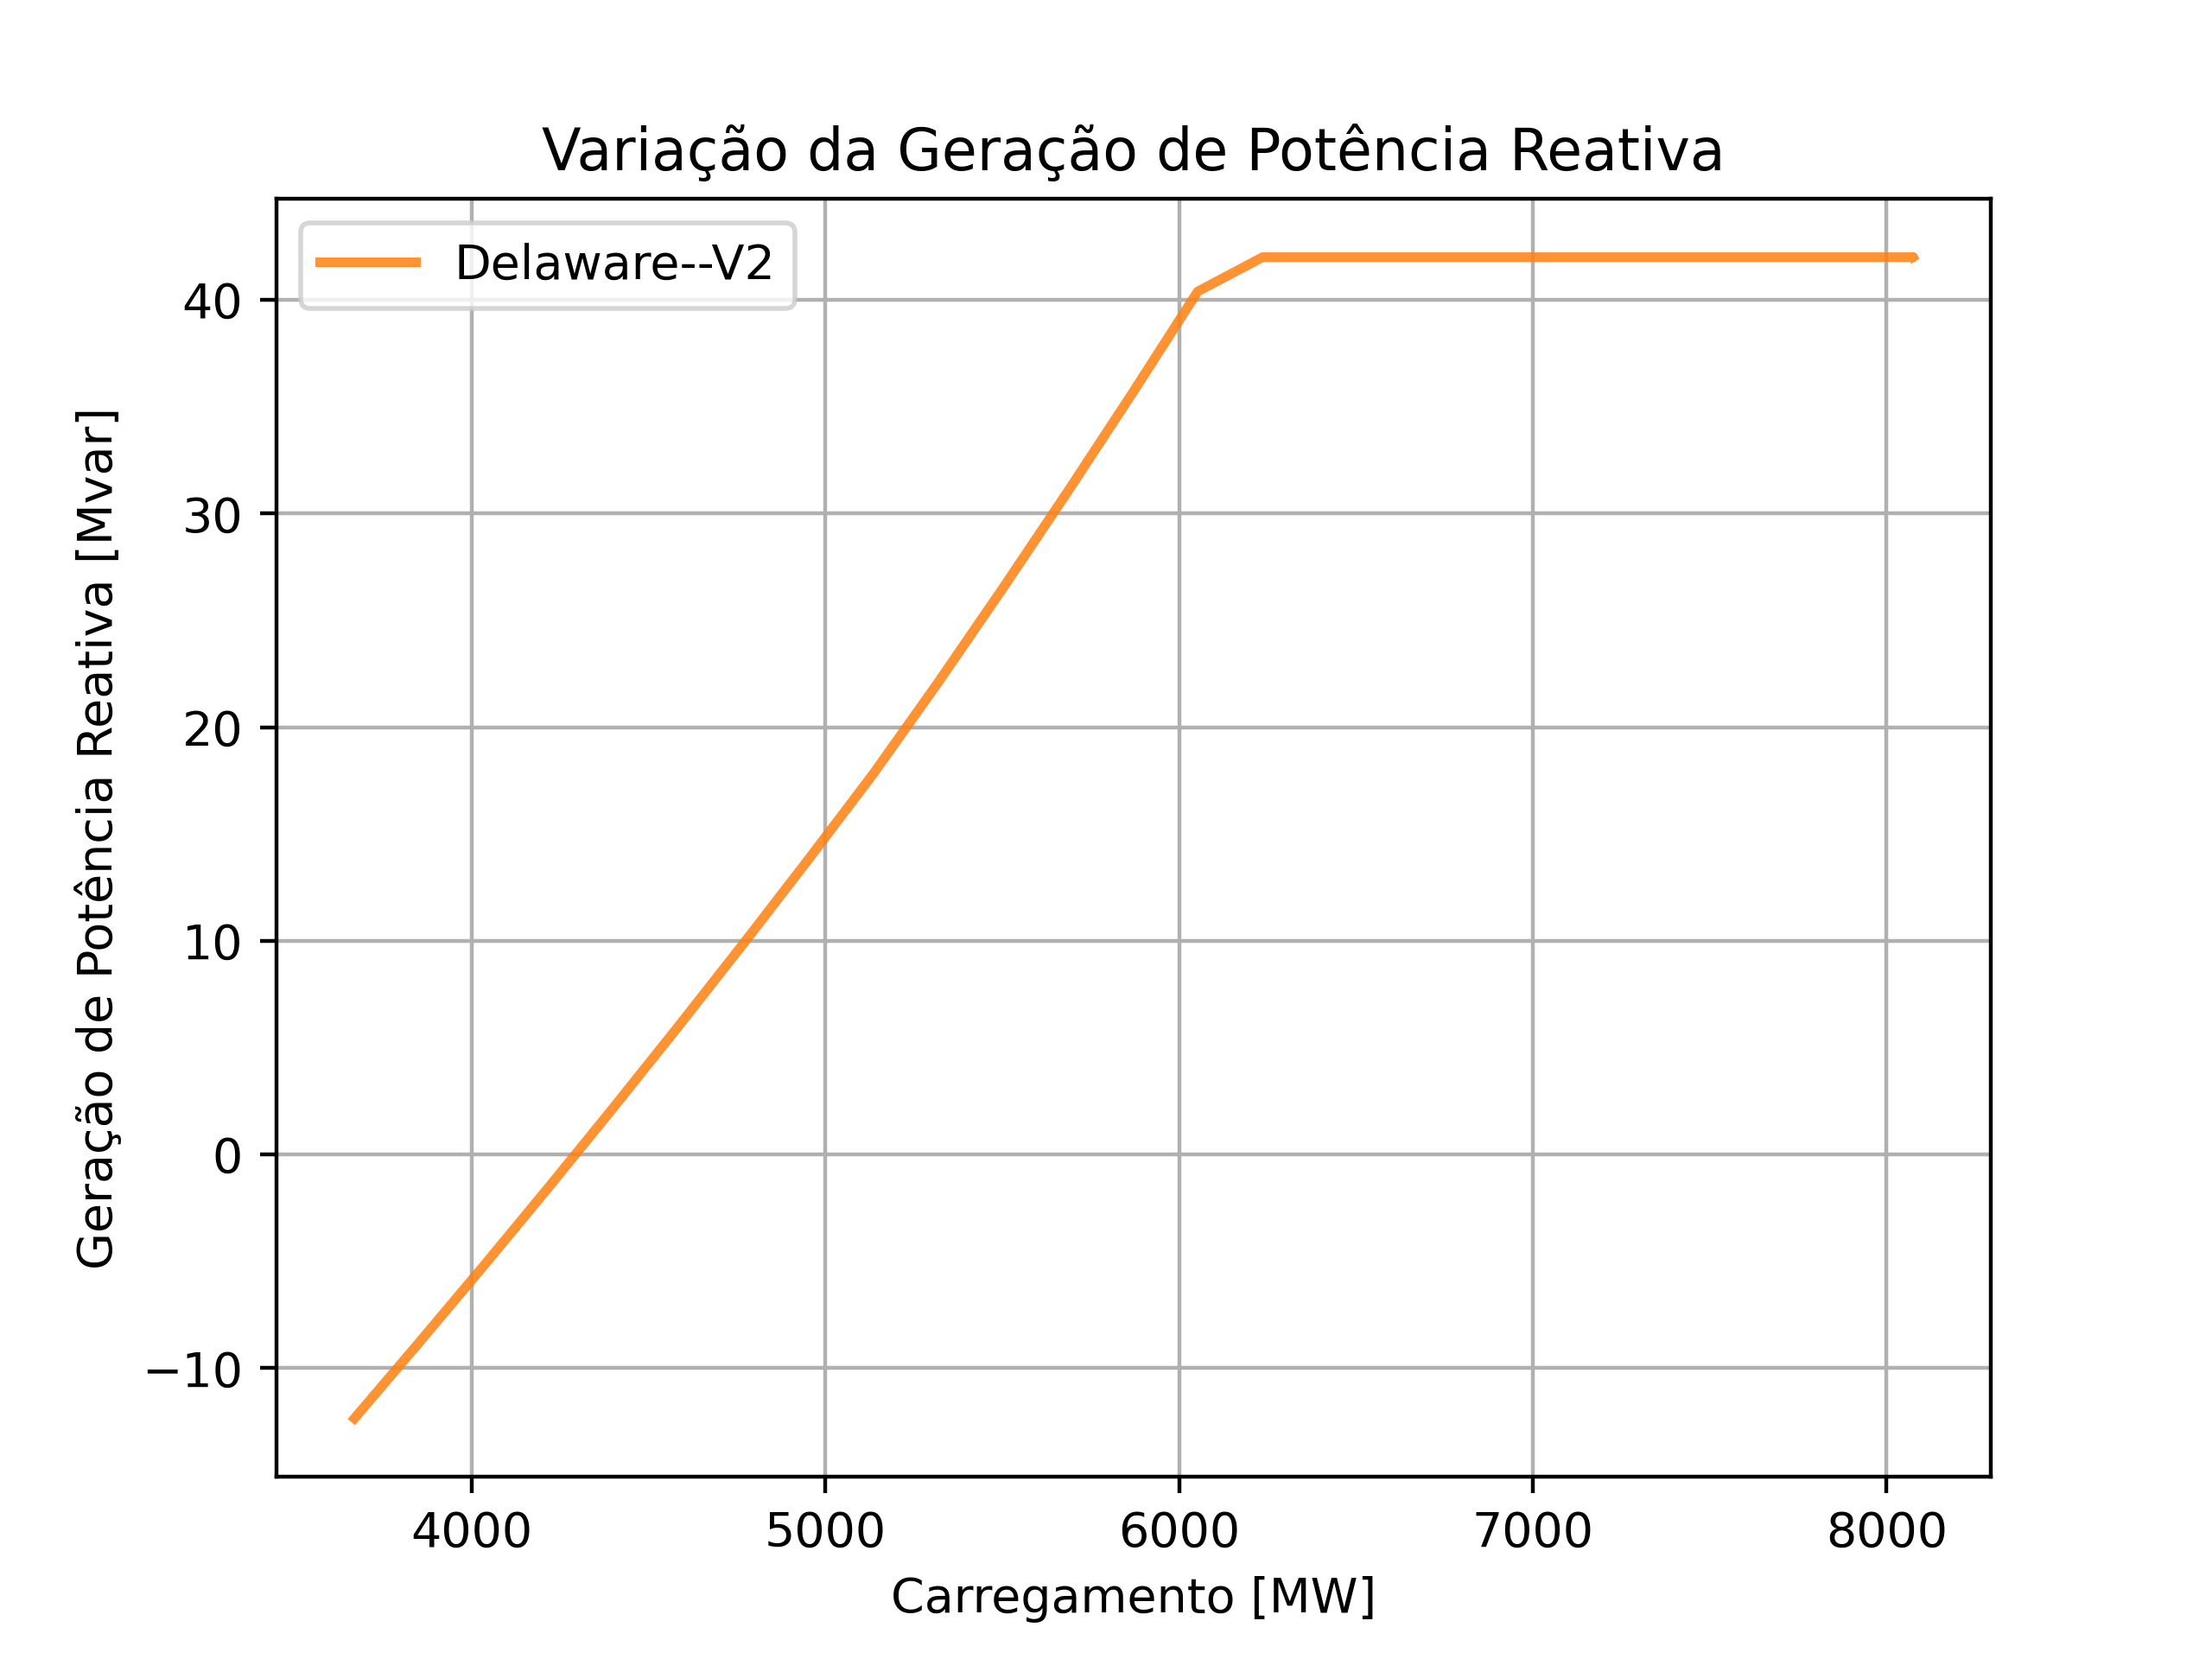 Variação da Geração de Potência Reativa
Delaware--V2
Geração de Potência Reativa [Mvar]
40
30
20
10
0
−10
4000 5000 6000 7000 8000
Carregamento [MW]